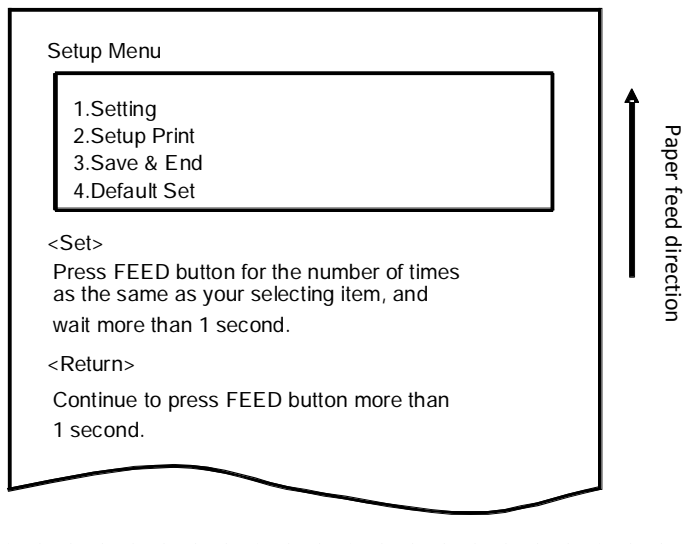 Setup Menu
1.Setting
2.Setup Print
3.Save & End
4.Default Set
<Set>
Press FEED button for the number of times
as the same as your selecting item, and
wait more than 1 second.
<Return>
Continue to press FEED button more than
1 second.
Paper feed direction